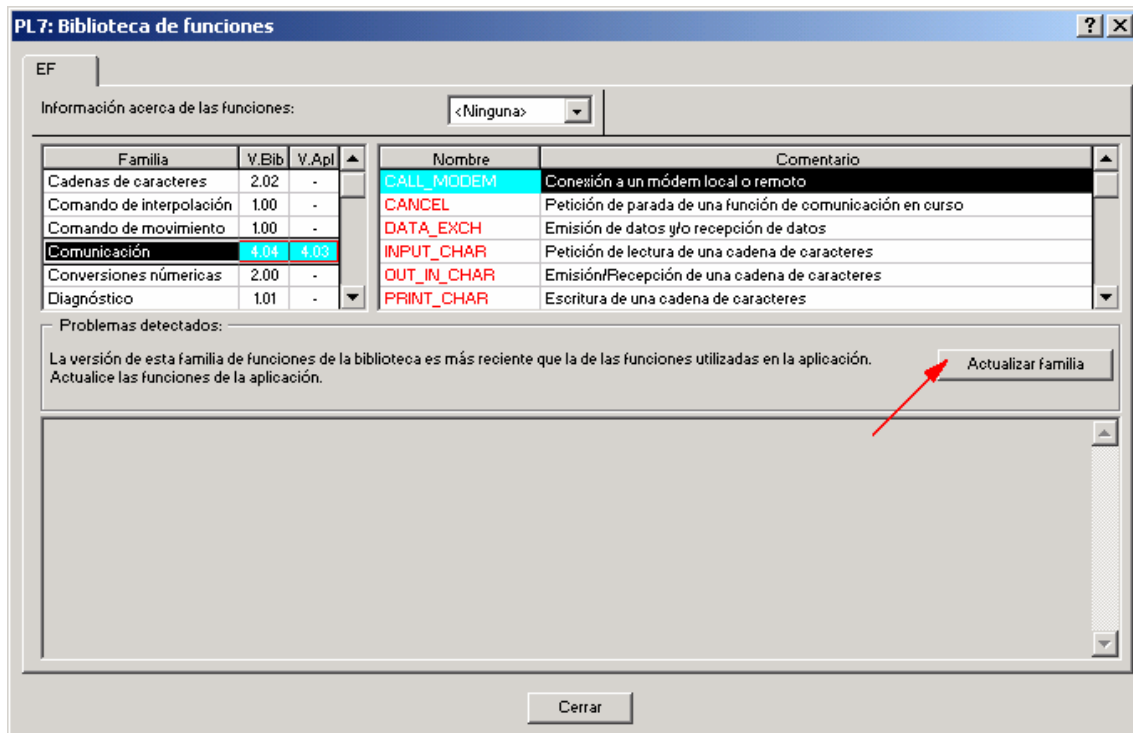 PL7: Biblioteca de funciones
EF
Información acerca de las funciones:
<Ninguna>
Familia V.Bib V.Apl
Cadenas de caracteres 2.02 -
Comando de interpolación 1.00 -
Comando de movimiento 1.00 -
Comunicación 4.04 4.03
Conversiones númericas 2.00 -
Diagnóstico 1.01 -
Nombre Comentario
CALL_MODEM Conexión a un módem local o remoto
CANCEL Petición de parada de una función de comunicación en curso
DATA_EXCH Emisión de datos y/o recepción de datos
INPUT_CHAR Petición de lectura de una cadena de caracteres
OUT_IN_CHAR Emisión/Recepción de una cadena de caracteres
PRINT_CHAR Escritura de una cadena de caracteres
Problemas detectados:
La versión de esta familia de funciones de la biblioteca es más reciente que la de las funciones utilizadas en la aplicación.
Actualice las funciones de la aplicación.
Actualizar familia
Cerrar